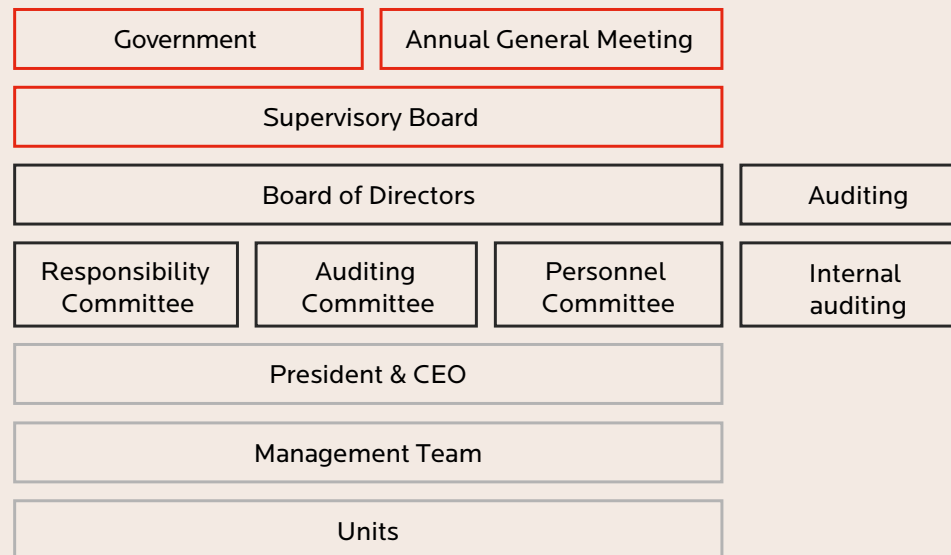 Government
Annual General Meeting
Supervisory Board
Board of Directors
Auditing
Responsibility
Committee
Auditing
Committee
Personnel
Committee
Internal
auditing
President & CEO
Management Team
Units